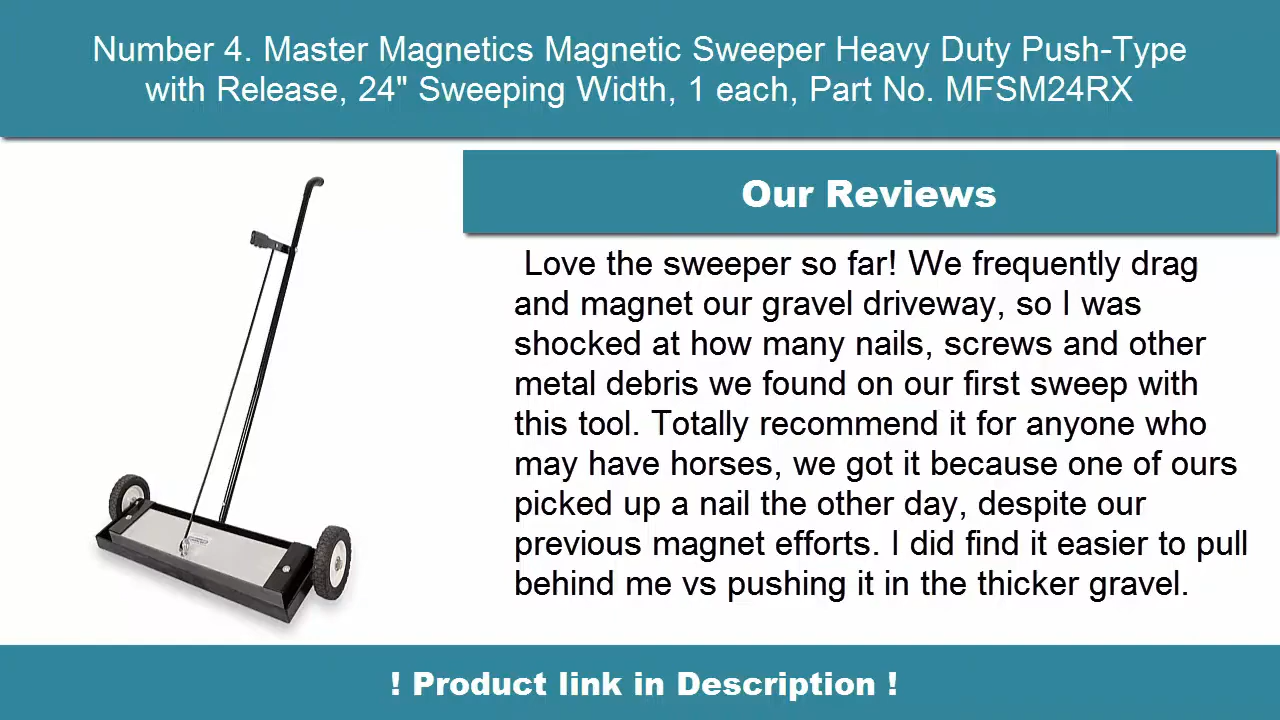 Number 4. Master Magnetics Magnetic Sweeper Heavy Duty Push-Type
with Release, 24" Sweeping Width, 1 each, Part No. MFSM24RX
Our Reviews
Love the sweeper so far! We frequently drag
and magnet our gravel driveway, so I was
shocked at how many nails, screws and other
metal debris we found on our first sweep with
this tool. Totally recommend it for anyone who
may have horses, we got it because one of ours
picked up a nail the other day, despite our
previous magnet efforts. I did find it easier to pull
behind me vs pushing it in the thicker gravel.
! Product link in Description !